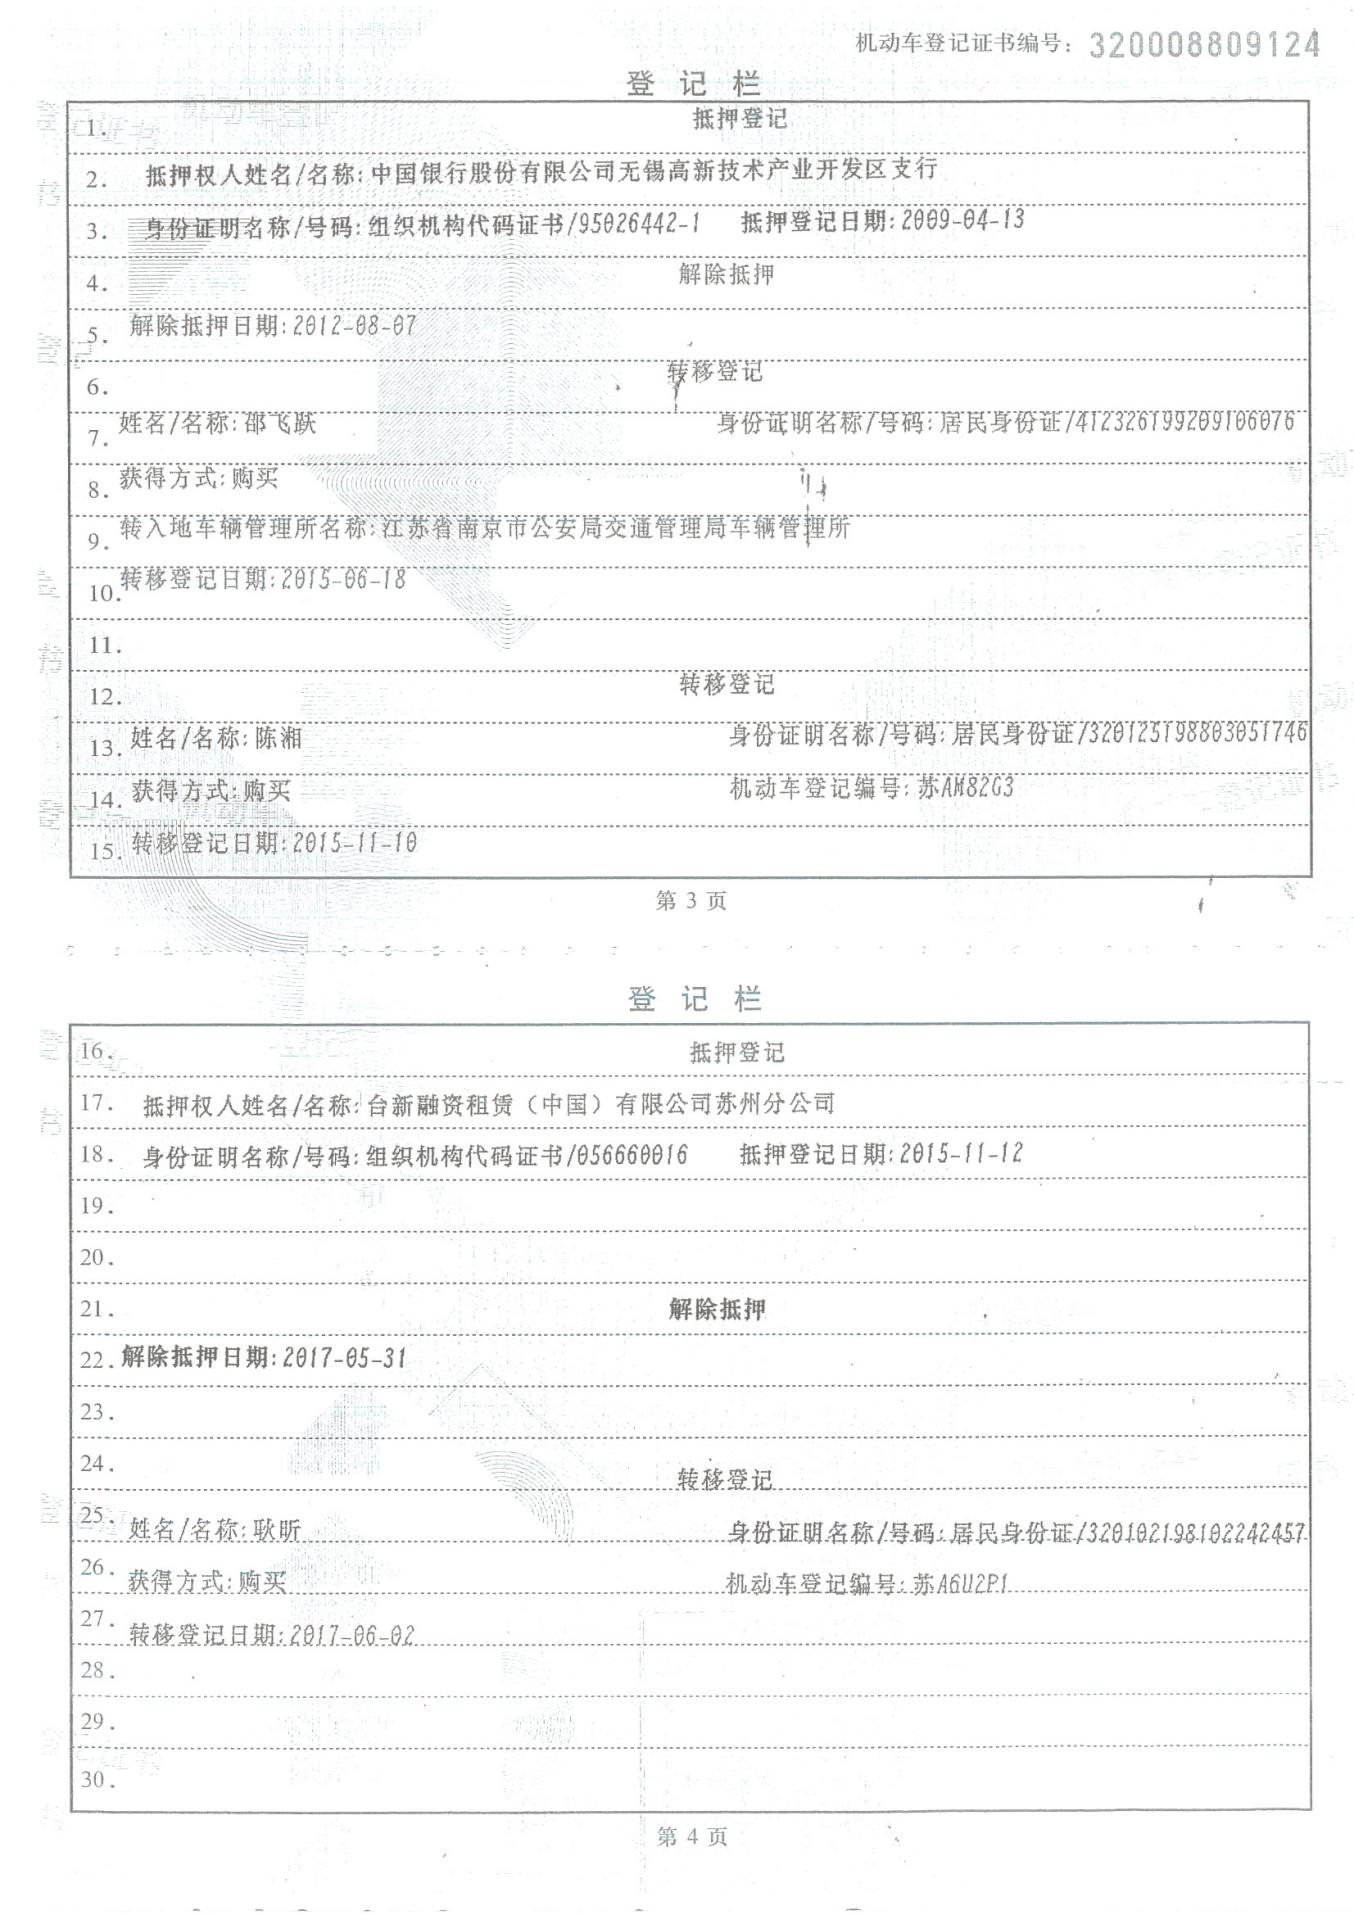 机动车登记证书编号：320008809124
登 记 栏
1. 抵押登记
2. 抵押权人姓名/名称:中国银行股份有限公司无锡高新技术产业开发区支行
3. 身份证明名称/号码:组织机构代码证书/95026442-1 抵押登记日期:2009-04-13
4. 解除抵押
5. 解除抵押日期:2012-08-07
6. 转移登记
7. 姓名/名称:邵飞跃 身份证明名称/号码:居民身份证/412326199209106076
8. 获得方式:购买
9. 转入地车辆管理所名称:江苏省南京市公安局交通管理局车辆管理所
10. 转移登记日期:2015-06-18
11.
12. 转移登记
13. 姓名/名称:陈湘 身份证明名称/号码:居民身份证/320125198803051746
14. 获得方式:购买 机动车登记编号:苏AM82G3
15. 转移登记日期:2015-11-10
第 3 页
登 记 栏
16. 抵押登记
17. 抵押权人姓名/名称:台新融资租赁（中国）有限公司苏州分公司
18. 身份证明名称/号码:组织机构代码证书/056660016 抵押登记日期:2015-11-12
19.
20.
21. 解除抵押
22. 解除抵押日期:2017-05-31
23.
24. 转移登记
25. 姓名/名称:耿昕 身份证明名称/号码:居民身份证/320102198102242457
26. 获得方式:购买 机动车登记编号:苏A6U2P1
27. 转移登记日期:2017-06-02
28.
29.
30.
第 4 页